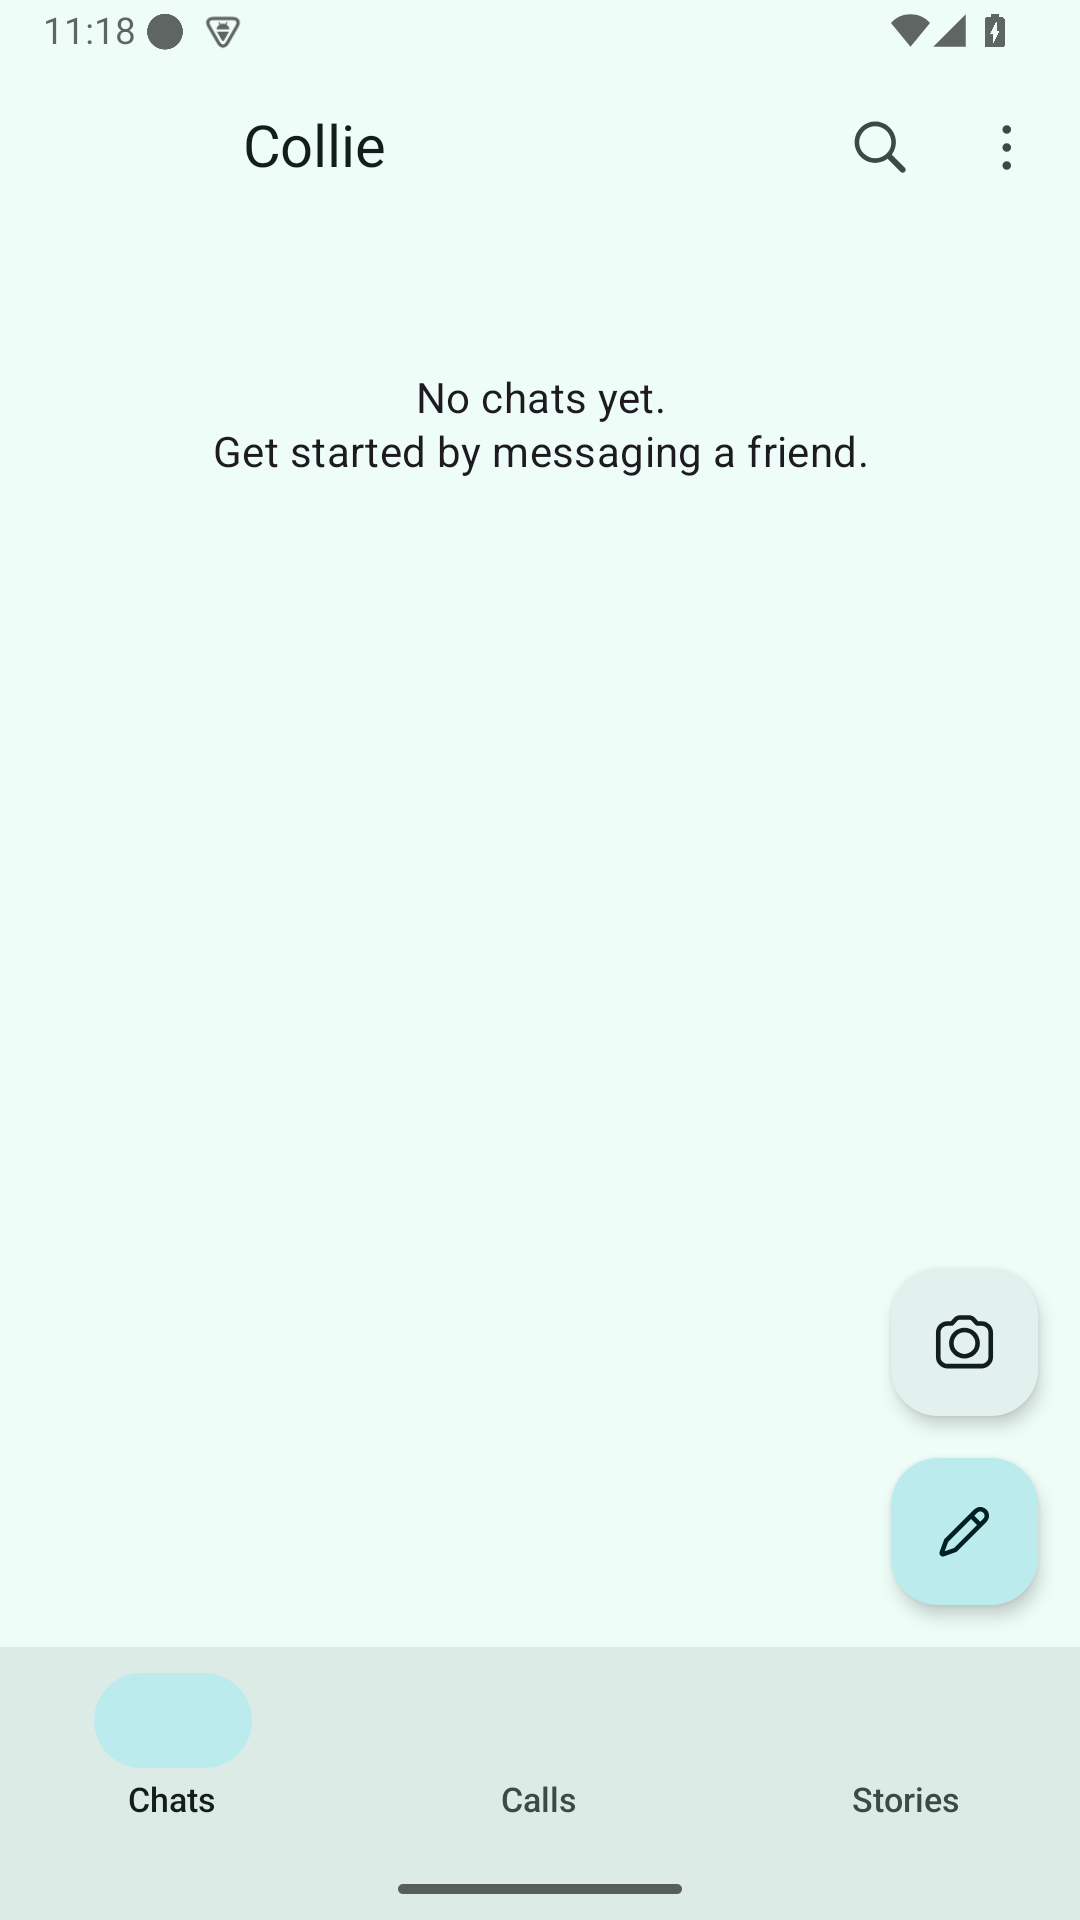 11:18
Collie
No chats yet.
Get started by messaging a friend.
Chats
Calls
Stories